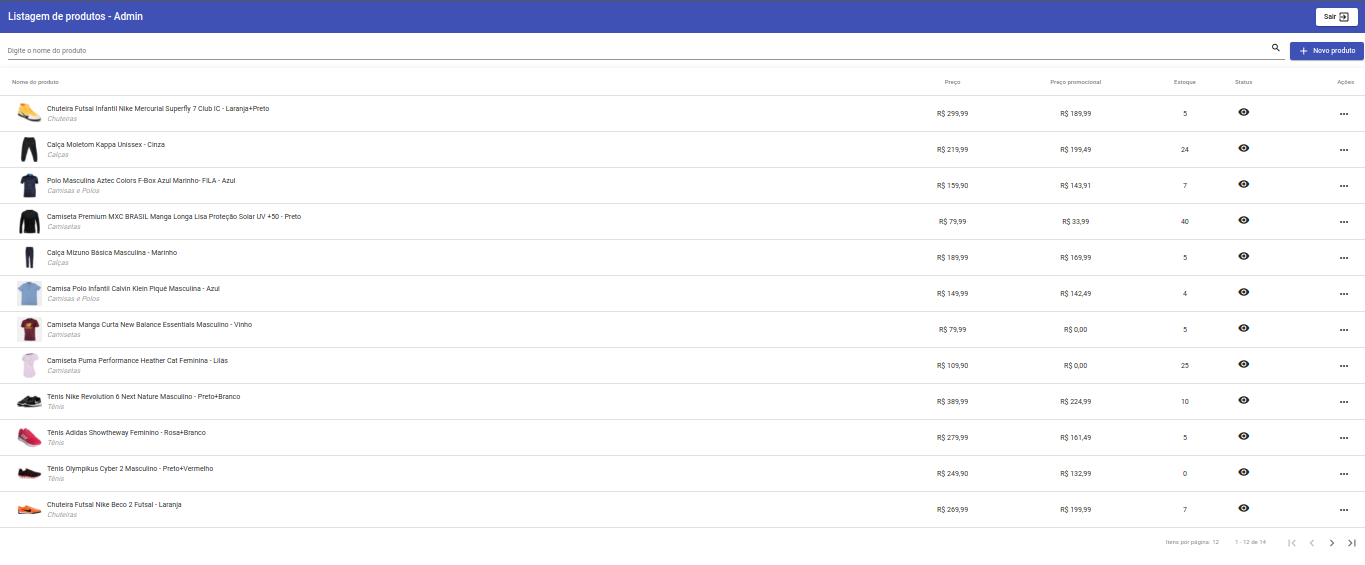 Listagem de produtos - Admin
Sair
Digite o nome do produto
Novo produto
Nome do produto Preço Preço promocional Estoque Status Ações
Chuteira Futsal Infantil Nike Mercurial Superfly 7 Club IC - Laranja+Preto
Chuteiras
R$ 299,99 R$ 189,99 5
Calça Moletom Kappa Unissex - Cinza
Calças
R$ 219,99 R$ 199,49 24
Polo Masculina Aztec Colors F-Box Azul Marinho- FILA - Azul
Camisas e Polos
R$ 159,90 R$ 143,91 7
Camiseta Premium MXC BRASIL Manga Longa Lisa Proteção Solar UV +50 - Preto
Camisetas
R$ 79,99 R$ 33,99 40
Calça Mizuno Básica Masculina - Marinho
Calças
R$ 189,99 R$ 169,99 5
Camisa Polo Infantil Calvin Klein Piquê Masculina - Azul
Camisas e Polos
R$ 149,99 R$ 142,49 4
Camiseta Manga Curta New Balance Essentials Masculino - Vinho
Camisetas
R$ 79,99 R$ 0,00 5
Camiseta Puma Performance Heather Cat Feminina - Lilás
Camisetas
R$ 109,90 R$ 0,00 25
Tênis Nike Revolution 6 Next Nature Masculino - Preto+Branco
Tênis
R$ 389,99 R$ 224,99 10
Tênis Adidas Showtheway Feminino - Rosa+Branco
Tênis
R$ 279,99 R$ 161,49 5
Tênis Olympikus Cyber 2 Masculino - Preto+Vermelho
Tênis
R$ 249,90 R$ 132,99 0
Chuteira Futsal Nike Beco 2 Futsal - Laranja
Chuteiras
R$ 269,99 R$ 199,99 7
Itens por página: 12 1 - 12 de 14